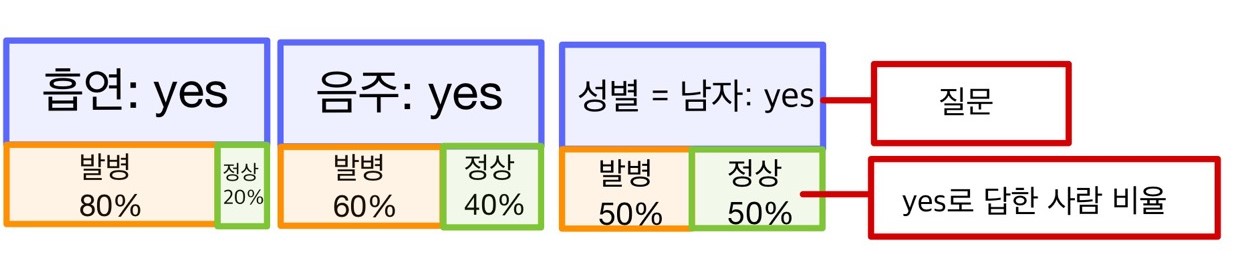 흡연: yes
발병
80%
정상
20%
음주: yes
발병
60%
정상
40%
성별 = 남자: yes
발병
50%
정상
50%
질문
yes로 답한 사람 비율